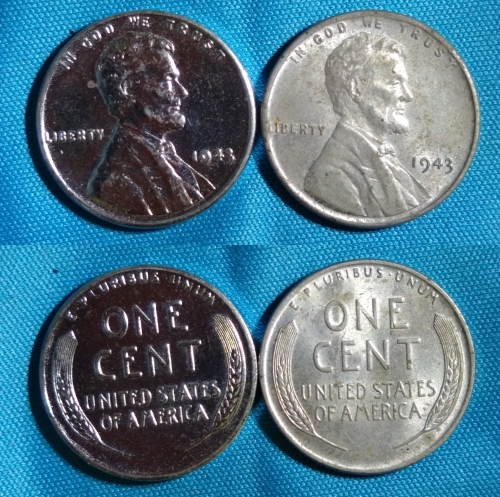 IN GOD WE TRUST
LIBERTY
1943
IN GOD WE TRUST
LIBERTY
1943
E·PLURIBUS·UNUM
ONE
CENT
UNITED STATES
OF AMERICA
E·PLURIBUS·UNUM
ONE
CENT
UNITED STATES
OF AMERICA